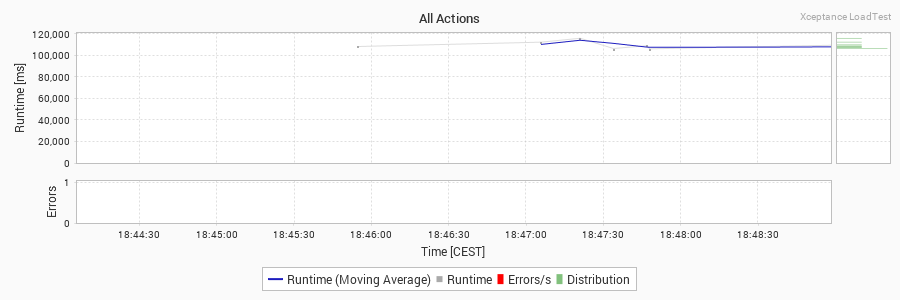 All Actions
Xceptance LoadTest
Runtime [ms]
120,000
100,000
80,000
60,000
40,000
20,000
0
Errors
1
0
18:44:30 18:45:00 18:45:30 18:46:00 18:46:30 18:47:00 18:47:30 18:48:00 18:48:30
Time [CEST]
Runtime (Moving Average) Runtime Errors/s Distribution